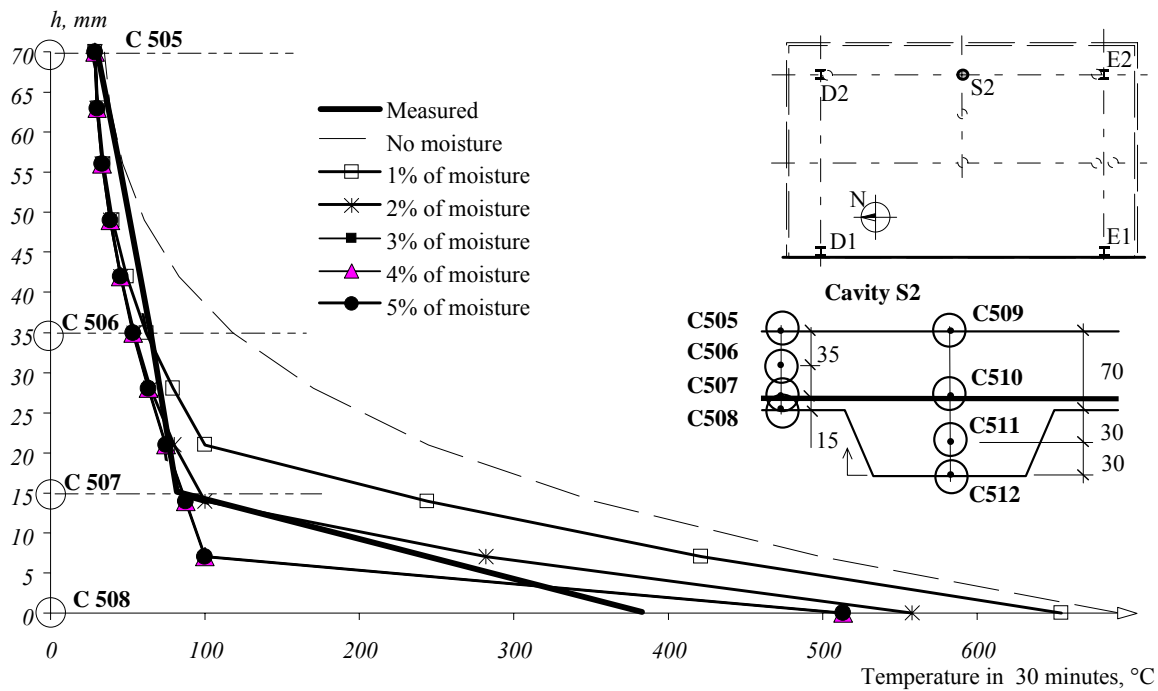 h, mm
70
65
60
55
50
45
40
35
30
25
20
15
10
5
0
C 505
C 506
C 507
C 508
0
100
200
300
400
500
600
Temperature in 30 minutes, °C
Measured
No moisture
1% of moisture
2% of moisture
3% of moisture
4% of moisture
5% of moisture
D2
S2
E2
N
D1
E1
Cavity S2
C505
C506
C507
C508
35
15
C509
C510
C511
C512
70
30
30